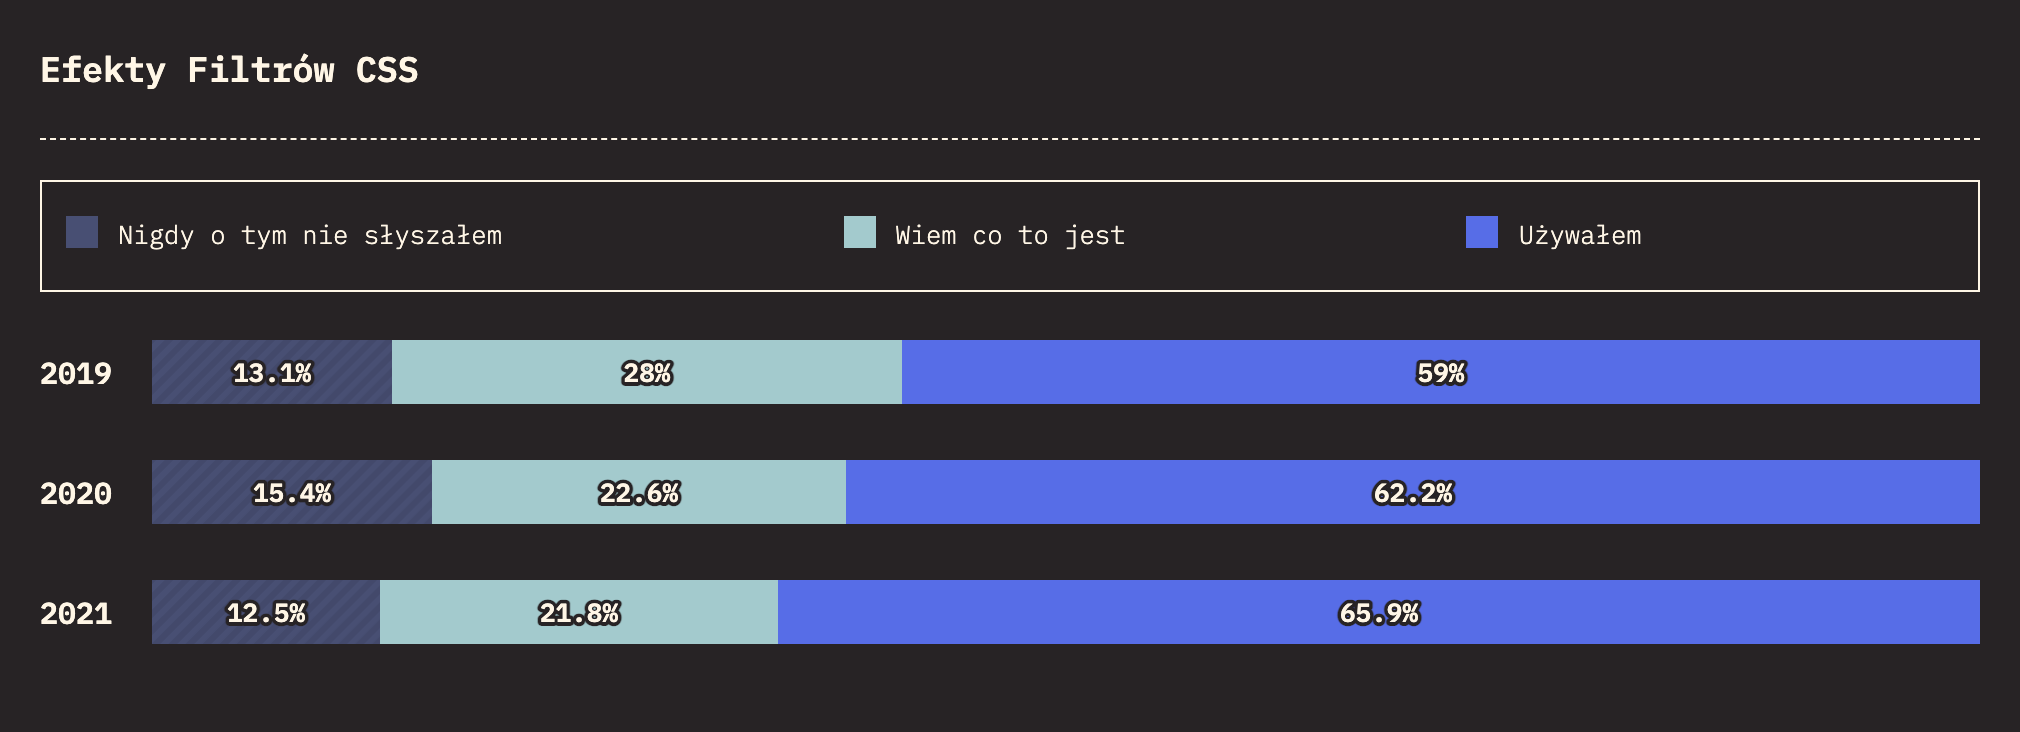 Efekty Filtrów CSS
Nigdy o tym nie słyszałem Wiem co to jest Używałem
2019 13.1% 28% 59%
2020 15.4% 22.6% 62.2%
2021 12.5% 21.8% 65.9%